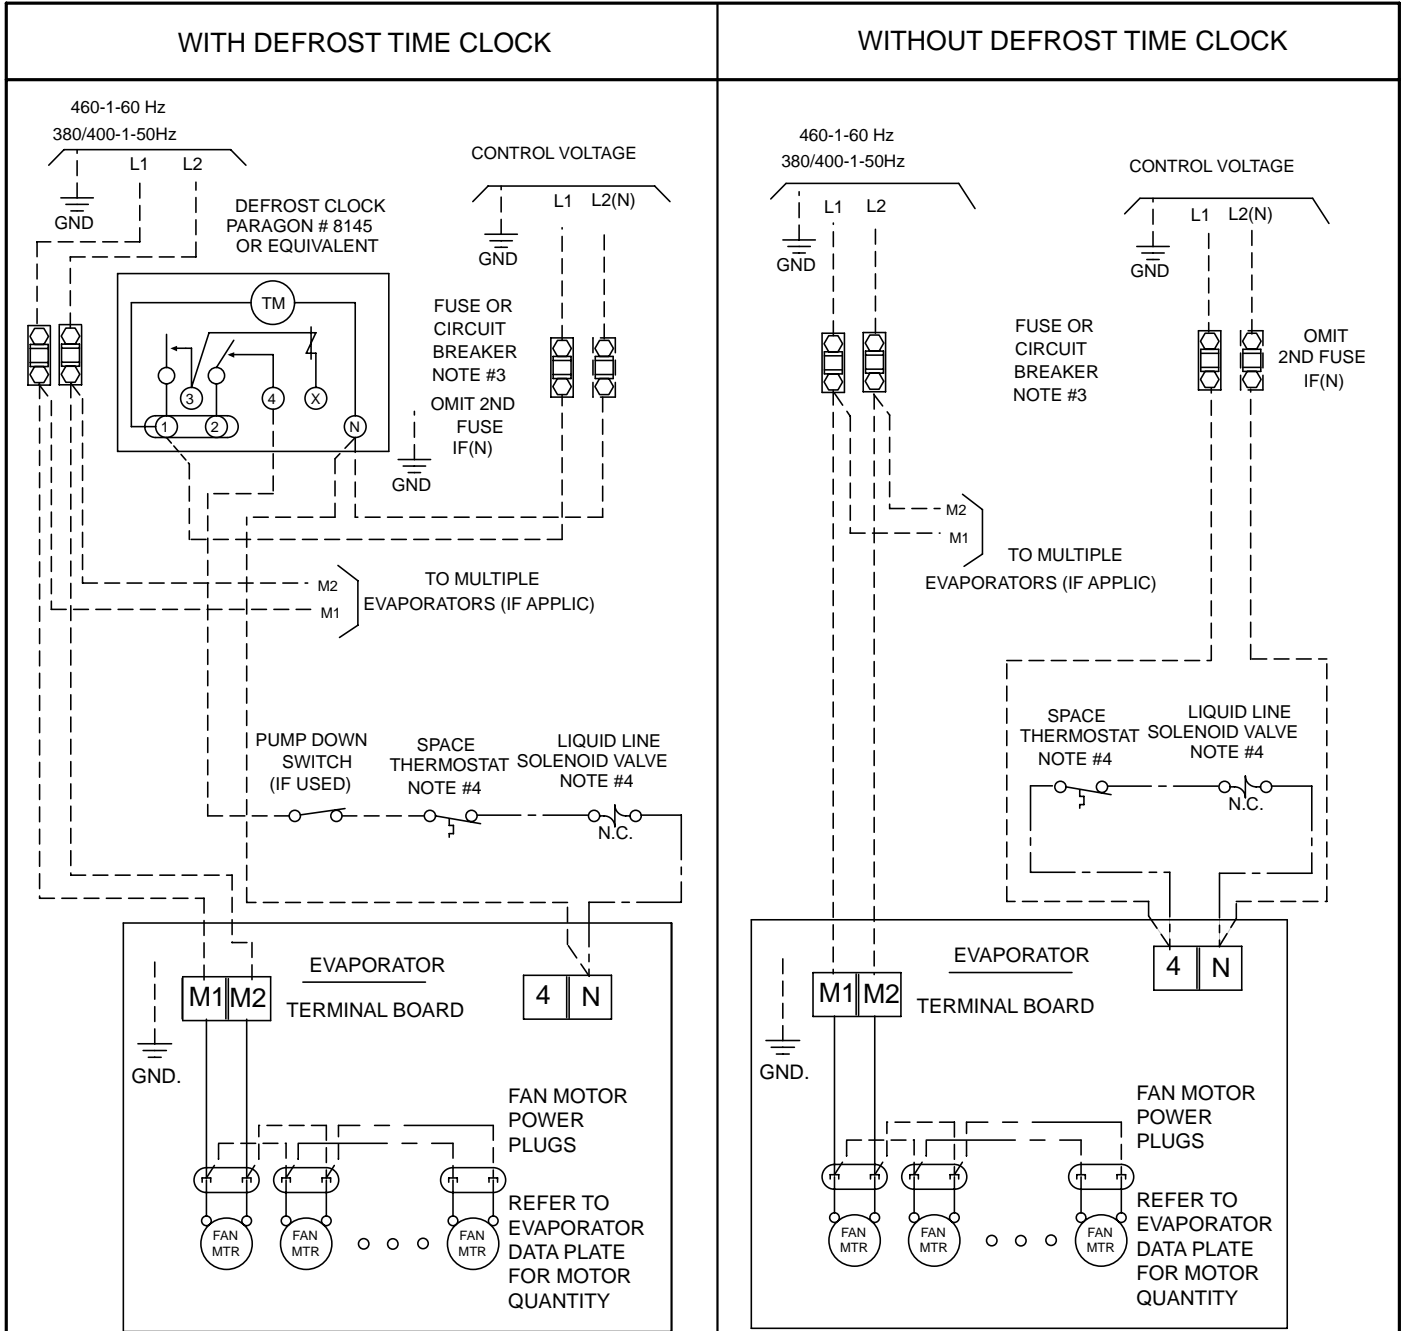 WITH DEFROST TIME CLOCK
460-1-60 Hz
380/400-1-50Hz
L1 L2
GND
CONTROL VOLTAGE
L1 L2(N)
GND
DEFROST CLOCK
PARAGON # 8145
OR EQUIVALENT
TM
3
4
X
1
2
N
FUSE OR
CIRCUIT
BREAKER
NOTE #3
OMIT 2ND
FUSE
IF(N)
GND
M2
M1
TO MULTIPLE
EVAPORATORS (IF APPLIC)
PUMP DOWN
SWITCH
(IF USED)
SPACE
THERMOSTAT
NOTE #4
LIQUID LINE
SOLENOID VALVE
NOTE #4
N.C.
EVAPORATOR
TERMINAL BOARD
M1 M2
4 N
GND.
FAN MOTOR
POWER
PLUGS
FAN
MTR
FAN
MTR
FAN
MTR
REFER TO
EVAPORATOR
DATA PLATE
FOR MOTOR
QUANTITY
WITHOUT DEFROST TIME CLOCK
460-1-60 Hz
380/400-1-50Hz
L1 L2
GND
CONTROL VOLTAGE
L1 L2(N)
GND
FUSE OR
CIRCUIT
BREAKER
NOTE #3
OMIT
2ND FUSE
IF(N)
M2
M1
TO MULTIPLE
EVAPORATORS (IF APPLIC)
SPACE
THERMOSTAT
NOTE #4
LIQUID LINE
SOLENOID VALVE
NOTE #4
N.C.
EVAPORATOR
TERMINAL BOARD
M1 M2
4 N
GND.
FAN MOTOR
POWER
PLUGS
FAN
MTR
FAN
MTR
FAN
MTR
REFER TO
EVAPORATOR
DATA PLATE
FOR MOTOR
QUANTITY